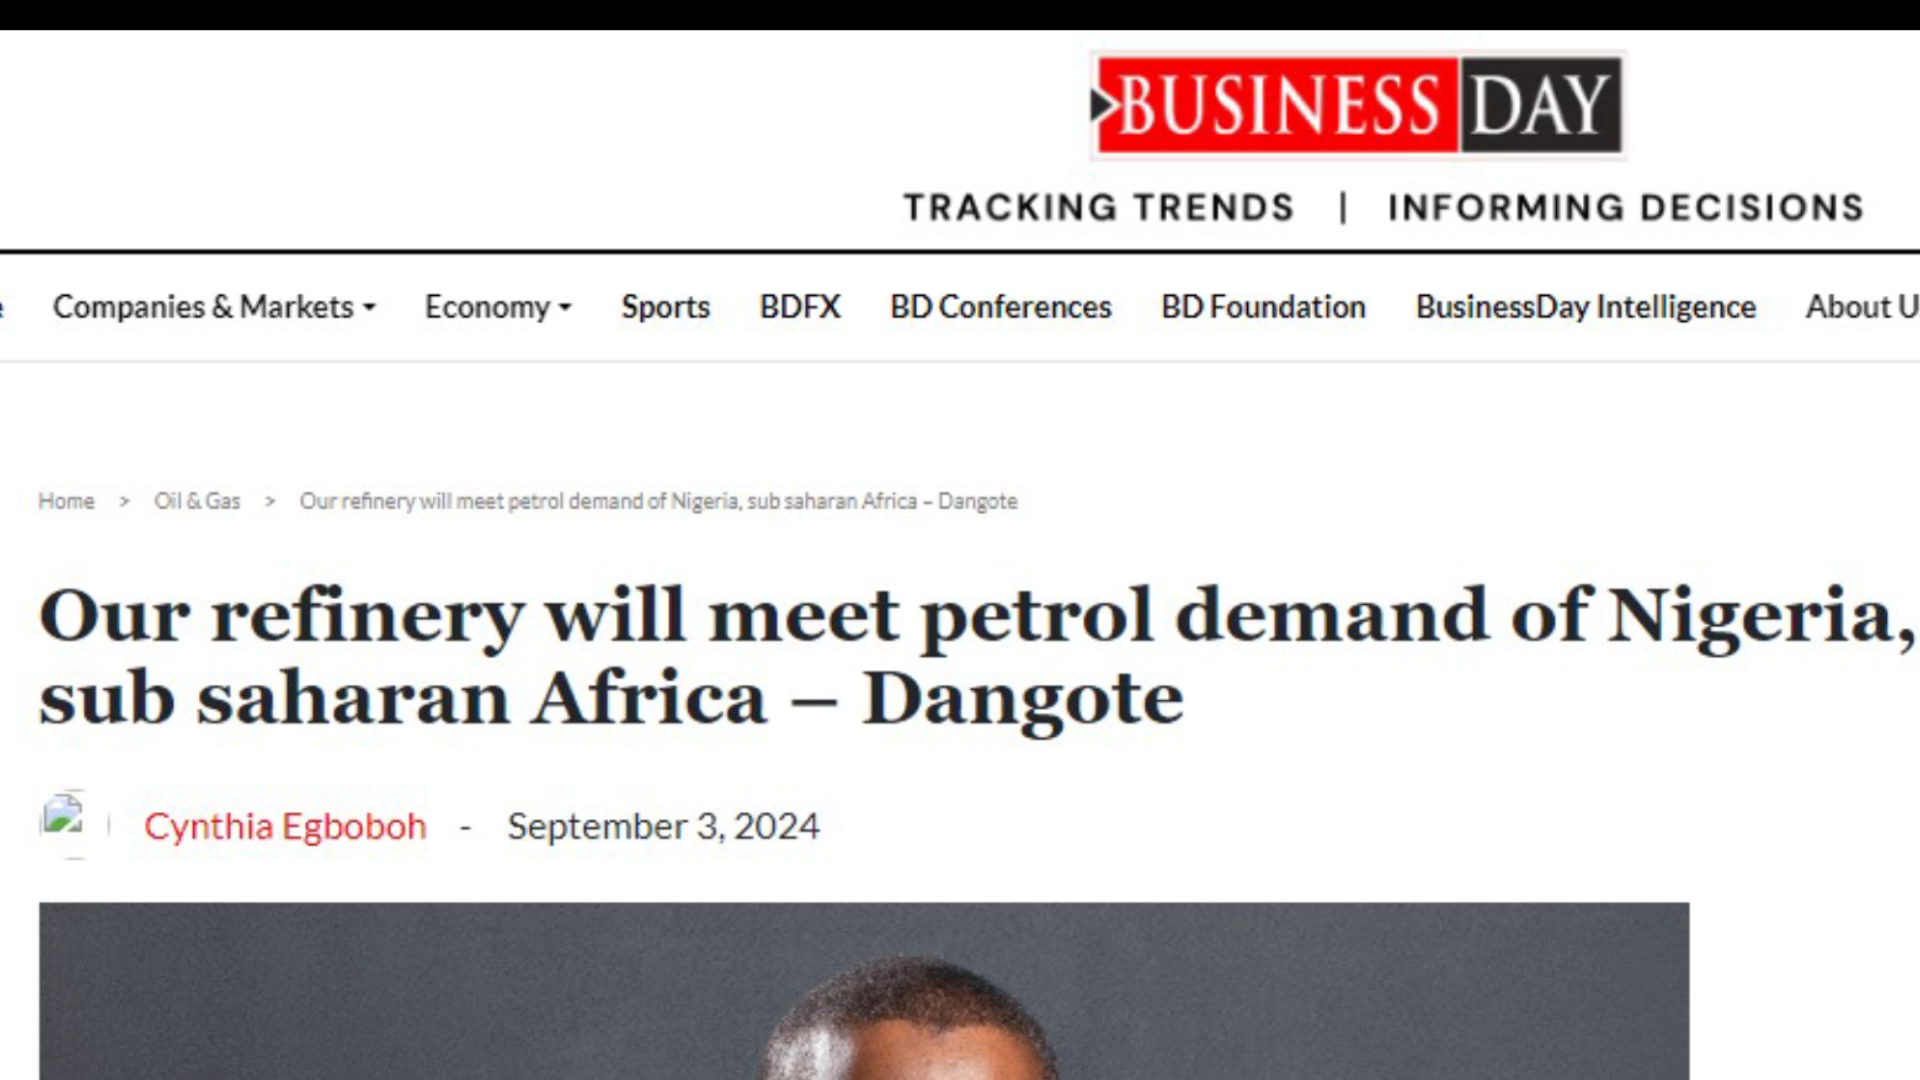 BUSINESS DAY
TRACKING TRENDS | INFORMING DECISIONS
Companies & Markets Economy Sports BDFX BD Conferences BD Foundation BusinessDay Intelligence About U
Home > Oil & Gas > Our refinery will meet petrol demand of Nigeria, sub saharan Africa – Dangote
Our refinery will meet petrol demand of Nigeria,
sub saharan Africa – Dangote
Cynthia Egboboh - September 3, 2024